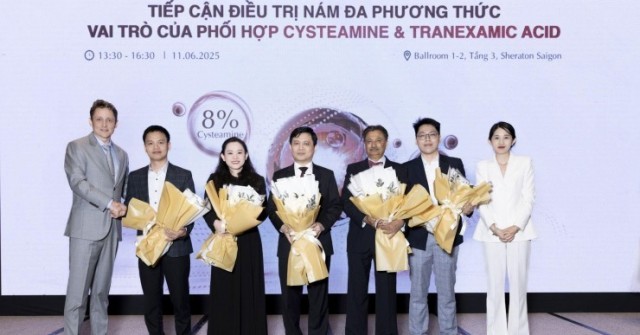 TIẾP CẬN ĐIỀU TRỊ NÁM ĐA PHƯƠNG THỨC
VAI TRÒ CỦA PHỐI HỢP CYSTEAMINE & TRANEXAMIC ACID
13:30 - 16:30 | 11.06.2025
Ballroom 1-2, Tầng 3, Sheraton Saigon
8%
Cysteamine